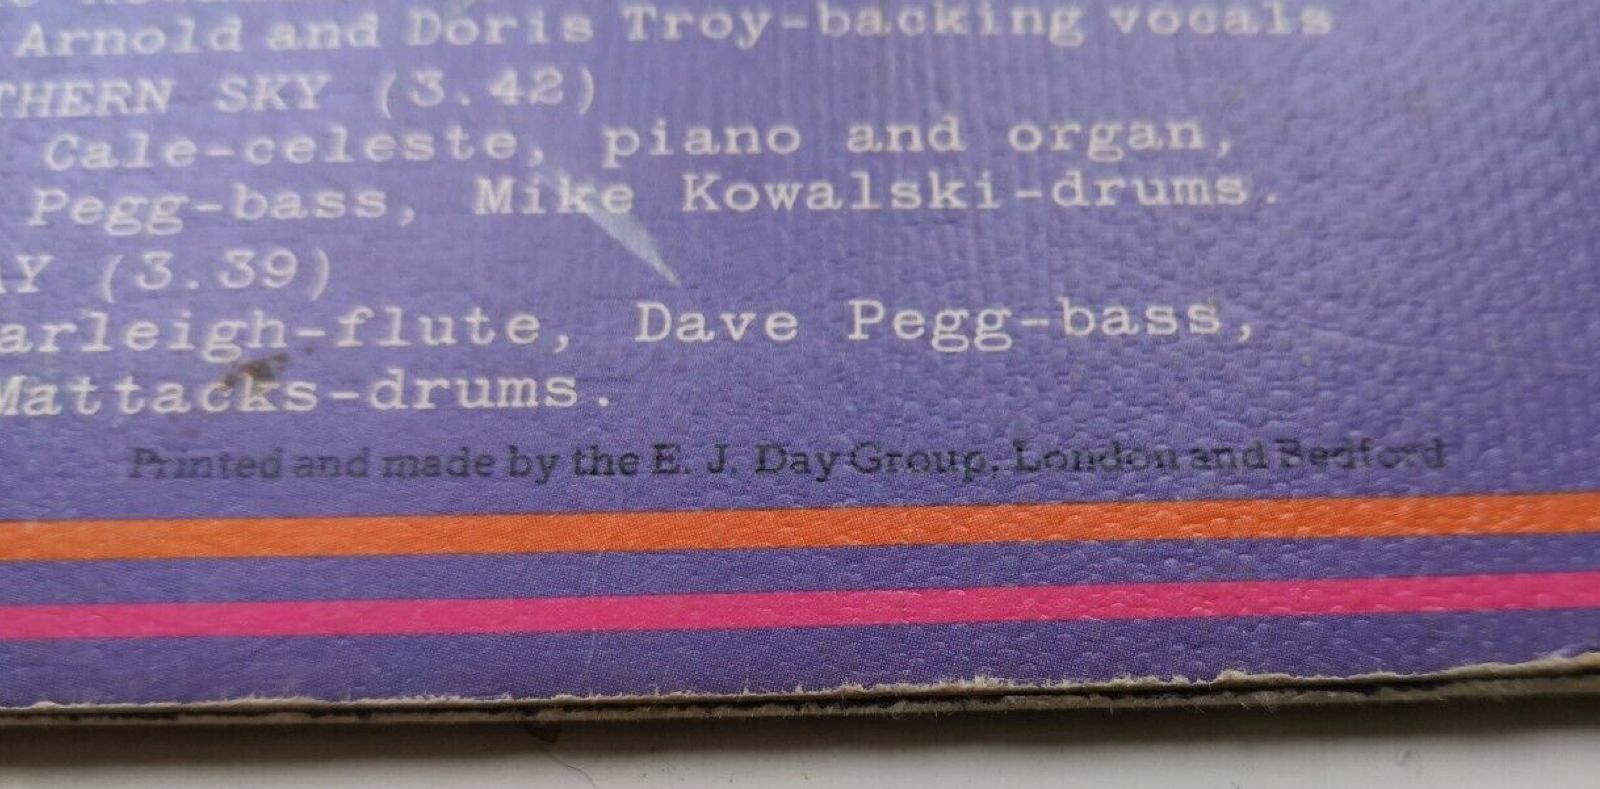 Arnold and Doris Troy-backing vocals
THERN SKY (3.42)
Cale-celeste, piano and organ,
Pegg-bass, Mike Kowalski-drums.
AY (3.39)
arleigh-flute, Dave Pegg-bass,
Mattacks-drums.
Printed and made by the E. J. Day Group, London and Bedford